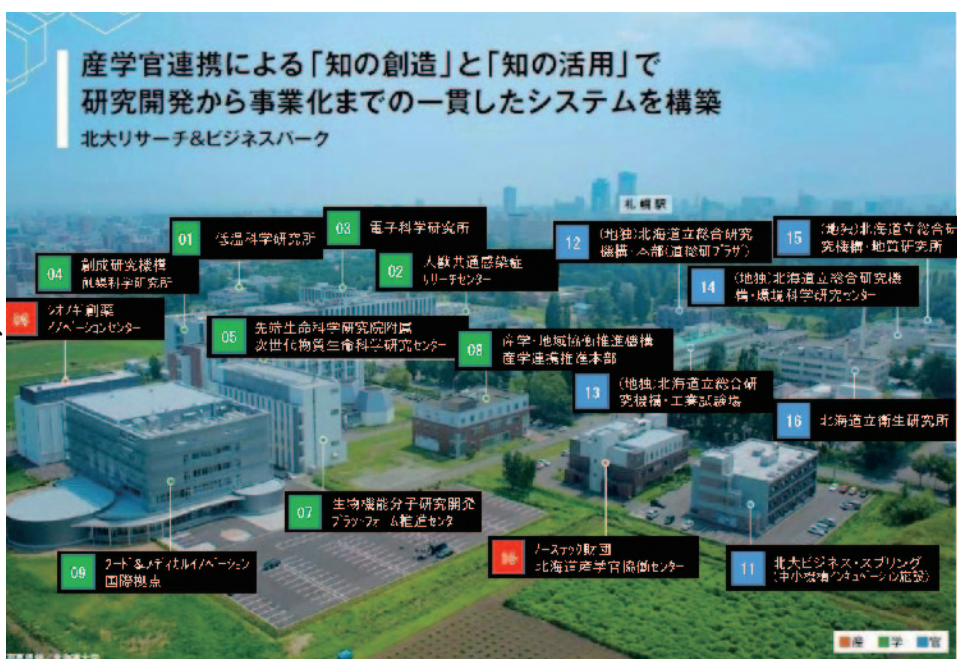 産学官連携による「知の創造」と「知の活用」で
研究開発から事業化までの一貫したシステムを構築
北大リサーチ&ビジネスパーク
札幌駅
01 低温科学研究所
03 電子科学研究所
12 (地独)北海道立総合研究
機構・本部(道総研プラザ)
15 (地独)北海道立総合研
究機構・地質研究所
04 創成研究機構
触媒科学研究所
02 人獣共通感染症
リサーチセンター
14 (地独)北海道立総合研究機
構・環境科学研究センター
シオノギ創薬
イノベーションセンター
05 先端生命科学研究院附属
次世代物質生命科学研究センター
08 産学・地域協働推進機構
産学連携推進本部
13 (地独)北海道立総合研
究機構・工業試験場
16 北海道立衛生研究所
07 生物機能分子研究開発
プラットフォーム推進センタ
09 フード&メディカルイノベーション
国際拠点
ノーステック財団
北海道産学官協働センター
11 北大ビジネス・スプリング
(中小機構インキュベーション施設)
産 学 官